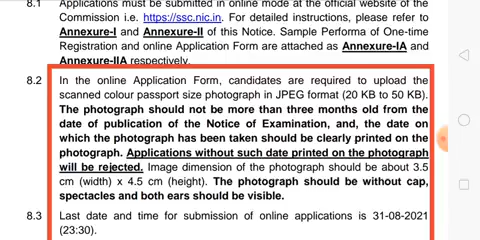 8.1 Applications must be submitted in online mode at the official website of the
Commission i.e. https://ssc.nic.in. For detailed instructions, please refer to
Annexure-I and Annexure-II of this Notice. Sample Performa of One-time
Registration and online Application Form are attached as Annexure-IA and
Annexure-IIA respectively.
8.2 In the online Application Form, candidates are required to upload the
scanned colour passport size photograph in JPEG format (20 KB to 50 KB).
The photograph should not be more than three months old from the
date of publication of the Notice of Examination, and, the date on
which the photograph has been taken should be clearly printed on the
photograph. Applications without such date printed on the photograph
will be rejected. Image dimension of the photograph should be about 3.5
cm (width) x 4.5 cm (height). The photograph should be without cap,
spectacles and both ears should be visible.
8.3 Last date and time for submission of online applications is 31-08-2021
(23:30).